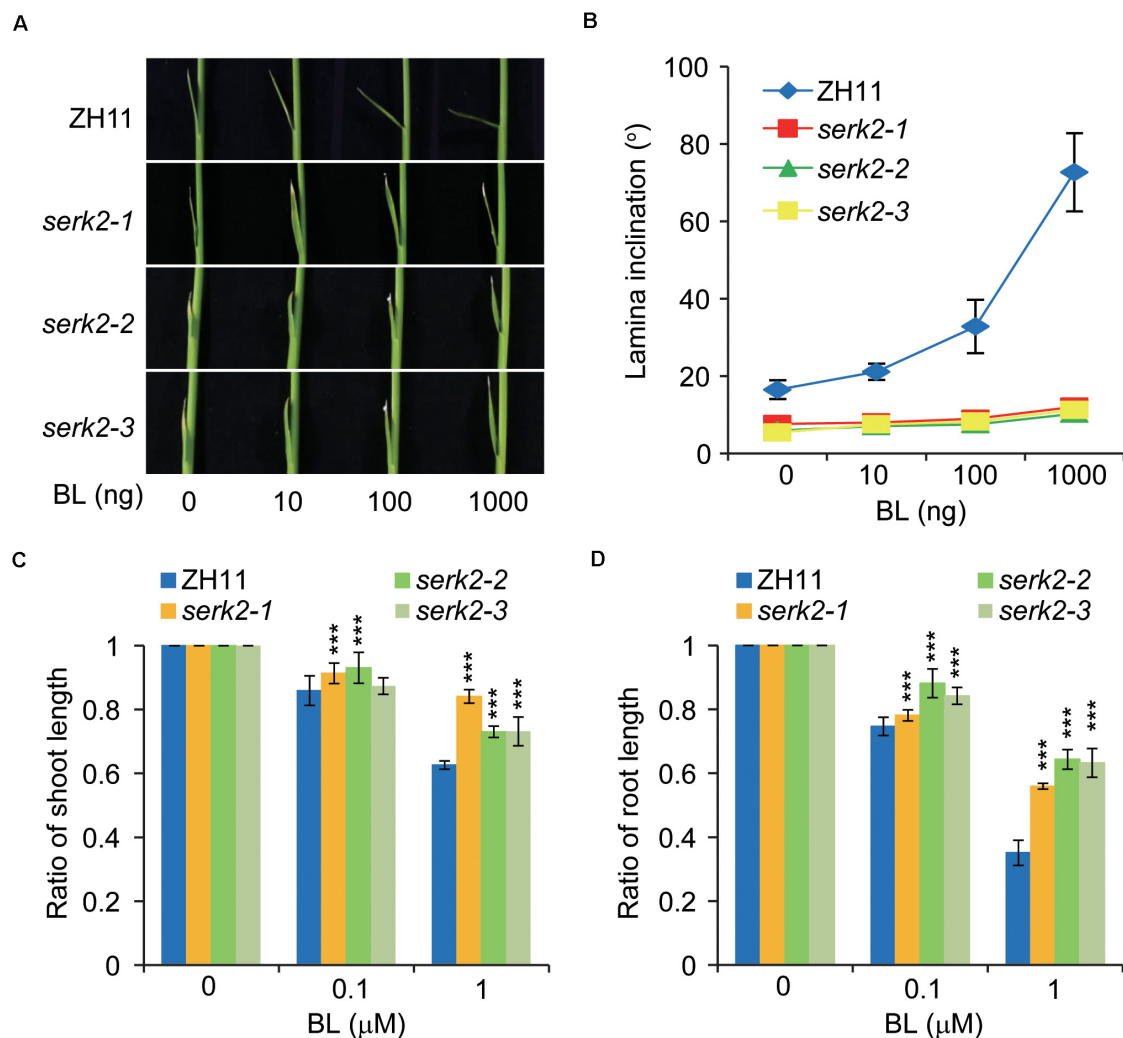 A
ZH11
serk2-1
serk2-2
serk2-3
BL (ng) 0 10 100 1000
B
100
80
60
40
20
0
Lamina inclination (°)
ZH11
serk2-1
serk2-2
serk2-3
0 10 100 1000
BL (ng)
C
ZH11 serk2-2
serk2-1 serk2-3
1
0.8
0.6
0.4
0.2
0
Ratio of shoot length
*** ***
*** *** ***
0 0.1 1
BL (μM)
D
ZH11 serk2-2
serk2-1 serk2-3
1
0.8
0.6
0.4
0.2
0
Ratio of root length
*** *** ***
*** *** ***
0 0.1 1
BL (μM)